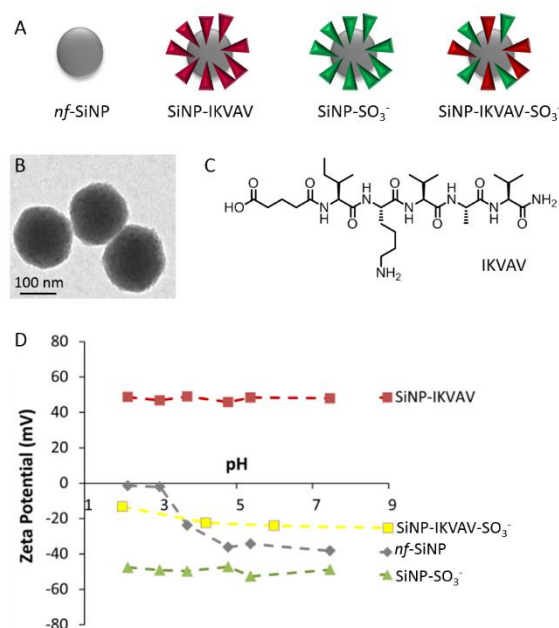 A
nf-SiNP
SiNP-IKVAV
SiNP-SO₃⁻
SiNP-IKVAV-SO₃⁻
B
100 nm
C
HO
O
O
H
N
N
H
O
O
H
N
N
H
O
O
H
N
NH₂
O
NH₂
IKVAV
D
Zeta Potential (mV)
80
60
40
20
0
-20
-40
-60
-80
pH
1 3 5 7 9
SiNP-IKVAV
SiNP-IKVAV-SO₃⁻
nf-SiNP
SiNP-SO₃⁻